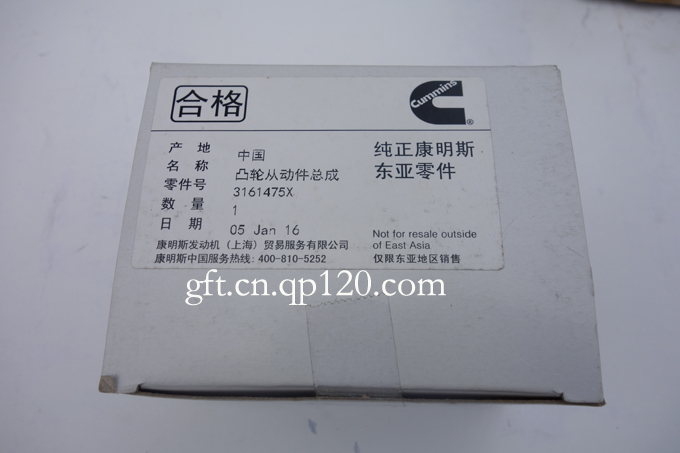 合格
Cummins
®
纯正康明斯
东亚零件
产地 中国
名称 凸轮从动件总成
零件号 3161475X
数量 1
日期 05 Jan 16
Not for resale outside
of East Asia
仅限东亚地区销售
康明斯发动机（上海）贸易服务有限公司
康明斯中国服务热线: 400-810-5252
gft.cn.qp120.com